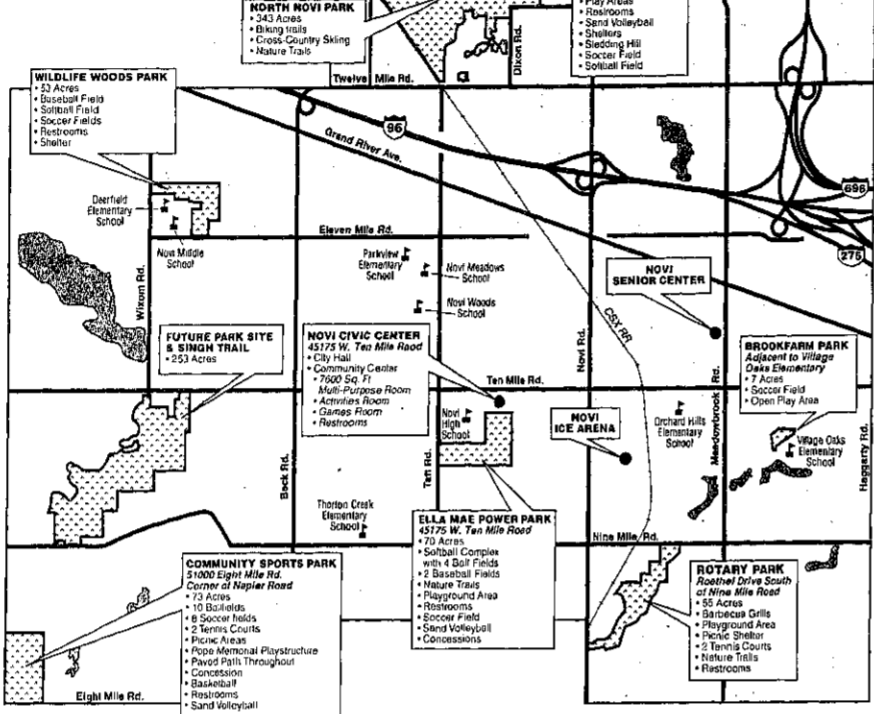 NORTH NOVI PARK
• 343 Acres
• Biking trails
• Cross-Country Skiing
• Nature Trails
• Play Areas
• Restrooms
• Sand Volleyball
• Shelters
• Sledding Hill
• Soccer Field
• Softball Field
Dixon Rd.
Twelve Mile Rd.
WILDLIFE WOODS PARK
• 53 Acres
• Baseball Field
• Softball Field
• Soccer Fields
• Restrooms
• Shelter
96
Grand River Ave.
696
275
Deerfield
Elementary
School
Novi Middle
School
Eleven Mile Rd.
Parkview
Elementary
School
Novi Meadows
School
Novi Woods
School
NOVI
SENIOR CENTER
Wixom Rd.
CSX RR
Novi Rd.
FUTURE PARK SITE
& SINGH TRAIL
• 253 Acres
NOVI CIVIC CENTER
45175 W. Ten Mile Road
• City Hall
• Community Center
• 7600 Sq. Ft
Multi-Purpose Room
• Activities Room
• Games Room
• Restrooms
BROOKFARM PARK
Adjacent to Village
Oaks Elementary
• 7 Acres
• Soccer Field
• Open Play Area
Ten Mile Rd.
Novi
High
School
NOVI
ICE ARENA
Orchard Hills
Elementary
School
Meadowbrook Rd.
Village Oaks
Elementary
School
Haggarty Rd.
Beck Rd.
Taft Rd.
Thorton Creek
Elementary
School
ELLA MAE POWER PARK
45175 W. Ten Mile Road
• 70 Acres
• Softball Complex
with 4 Ball Fields
• 2 Baseball Fields
• Nature Trails
• Playground Area
• Restrooms
• Soccer Field
• Sand Volleyball
• Concessions
Nine Mile Rd.
COMMUNITY SPORTS PARK
51000 Eight Mile Rd.
Corner of Napier Road
• 73 Acres
• 10 Ballfields
• 8 Soccer fields
• 2 Tennis Courts
• Picnic Areas
• Pope Memorial Playstructure
• Paved Path Throughout
• Concession
• Basketball
• Restrooms
• Sand Volleyball
ROTARY PARK
Roethel Drive South
of Nine Mile Road
• 55 Acres
• Barbecue Grills
• Playground Area
• Picnic Shelter
• 2 Tennis Courts
• Nature Trails
• Restrooms
Eight Mile Rd.